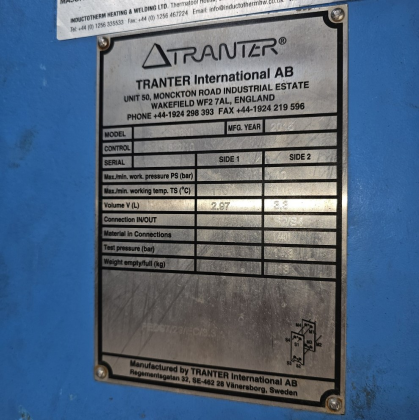 INDUCTOTHERM HEATING & WELDING LTD.
TRANTER®
TRANTER International AB
UNIT 50, MONCKTON ROAD INDUSTRIAL ESTATE
WAKEFIELD WF2 7AL, ENGLAND
PHONE +44-1924 298 393 FAX +44-1924 219 596
MODEL MFG. YEAR
CONTROL
SERIAL SIDE 1 SIDE 2
Max./min. work. pressure PS (bar)
Max./min. working temp. TS (°C)
Volume V (L) 2.97
Connection IN/OUT
Material in Connections
Test pressure (bar)
Weight empty/full (kg)
Manufactured by TRANTER International AB
Regementsgatan 32, SE-462 28 Vänersborg, Sweden